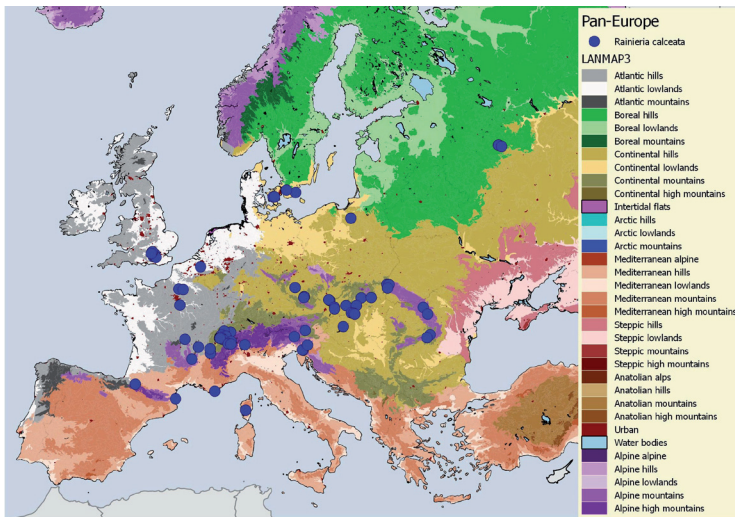 Pan-Europe
Rainieria calceata
LANMAP3
Atlantic hills
Atlantic lowlands
Atlantic mountains
Boreal hills
Boreal lowlands
Boreal mountains
Continental hills
Continental lowlands
Continental mountains
Continental high mountains
Intertidal flats
Arctic hills
Arctic lowlands
Arctic mountains
Mediterranean alpine
Mediterranean hills
Mediterranean lowlands
Mediterranean mountains
Mediterranean high mountains
Steppic hills
Steppic lowlands
Steppic mountains
Steppic high mountains
Anatolian alps
Anatolian hills
Anatolian mountains
Anatolian high mountains
Urban
Water bodies
Alpine alpine
Alpine hills
Alpine lowlands
Alpine mountains
Alpine high mountains